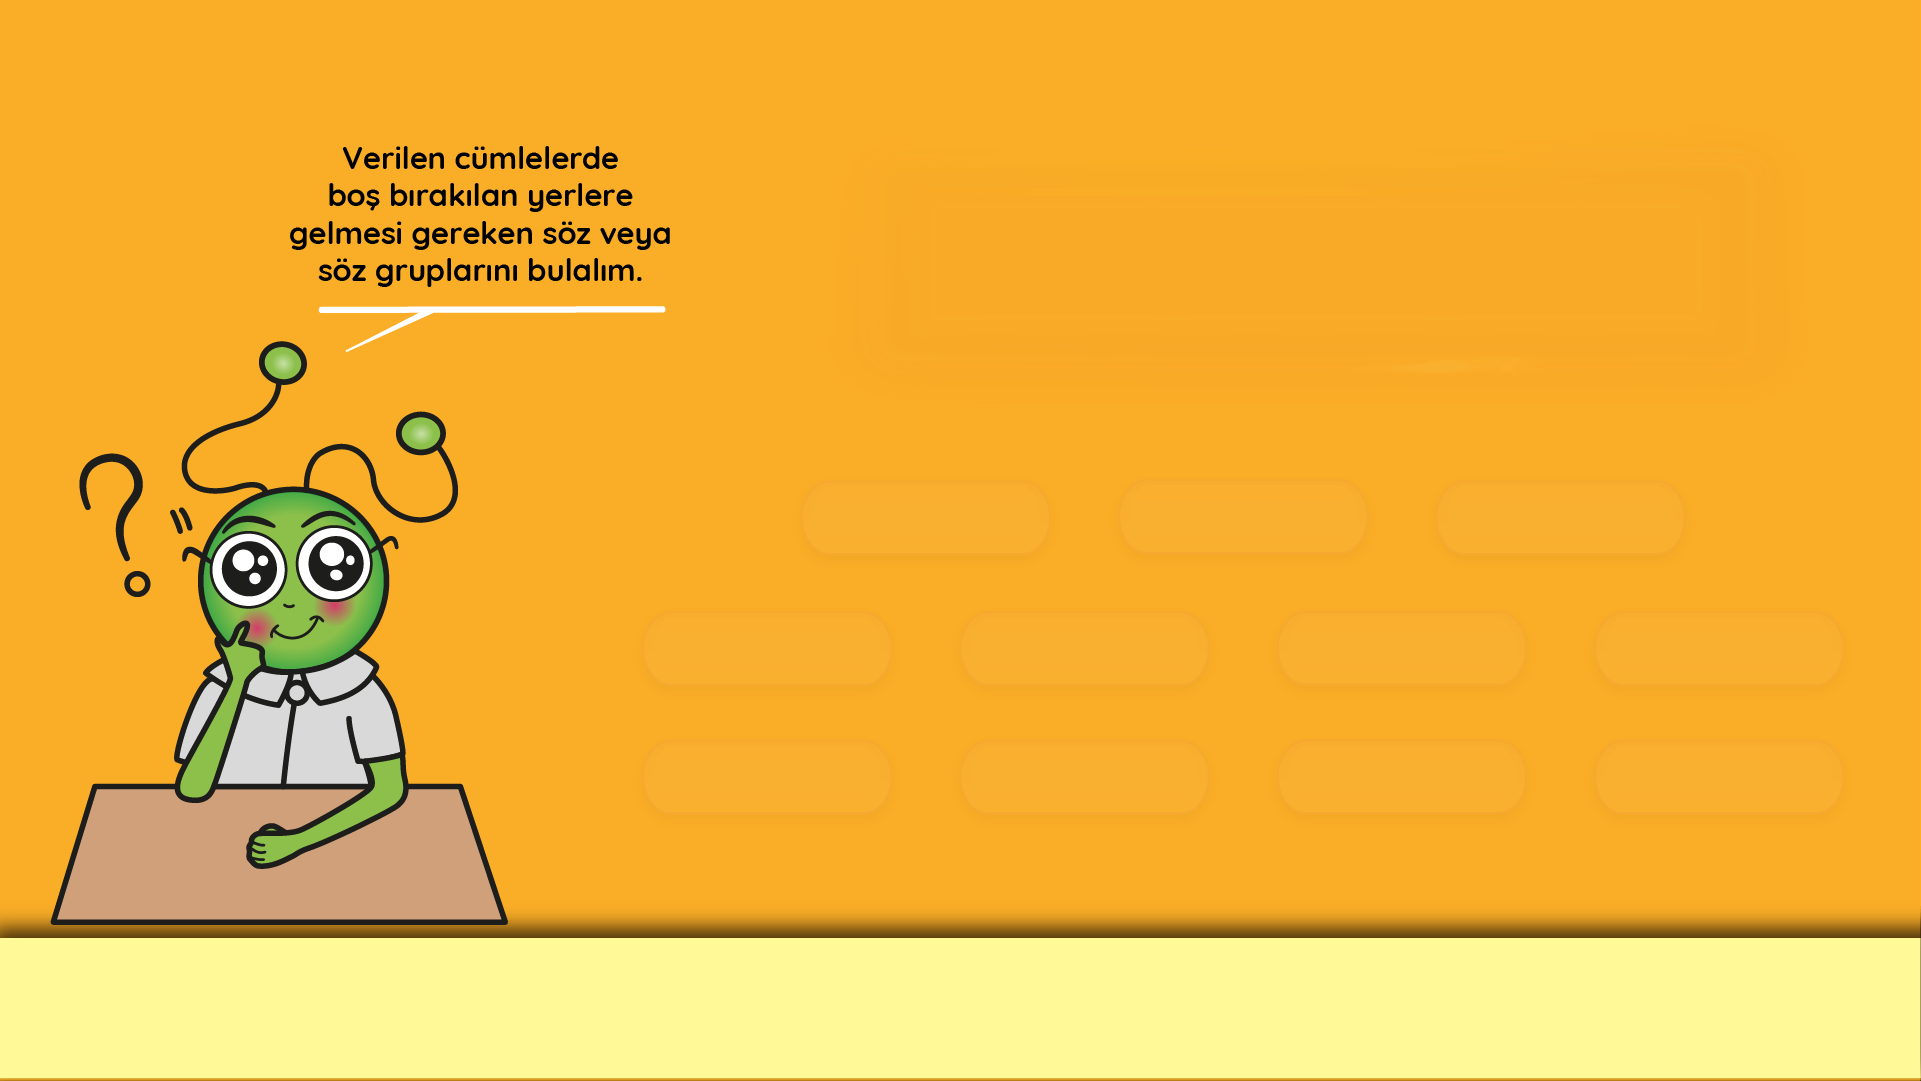 Verilen cümlelerde
boş bırakılan yerlere
gelmesi gereken söz veya
söz gruplarını bulalım.